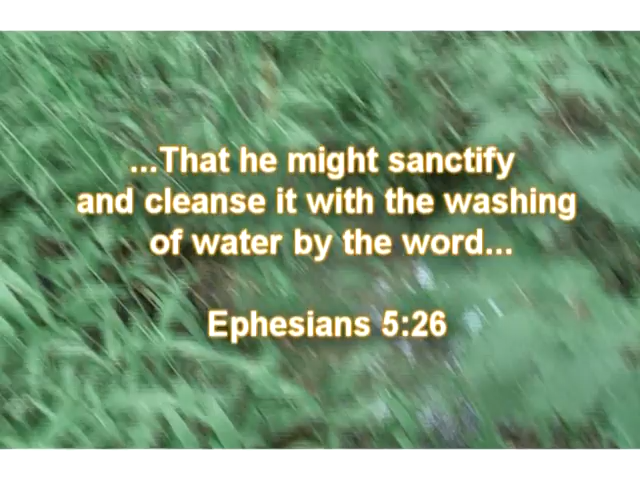 ...That he might sanctify
and cleanse it with the washing
of water by the word...
Ephesians 5:26